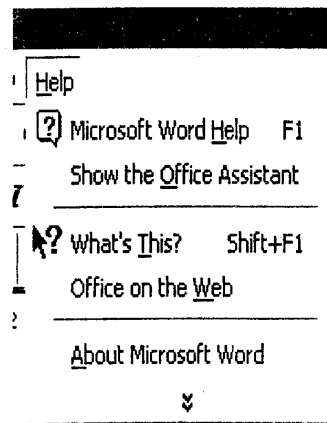 Help
Microsoft Word Help F1
Show the Office Assistant
What's This? Shift+F1
Office on the Web
About Microsoft Word